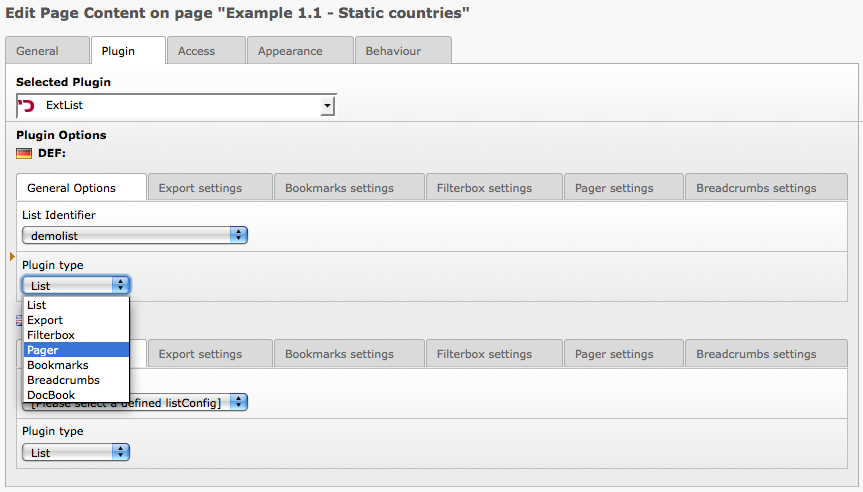 Edit Page Content on page "Example 1.1 - Static countries"
General Plugin Access Appearance Behaviour
Selected Plugin
ExtList
Plugin Options
DEF:
General Options Export settings Bookmarks settings Filterbox settings Pager settings Breadcrumbs settings
List Identifier
demolist
Plugin type
List
List
Export
Filterbox
Pager
Bookmarks
Breadcrumbs
DocBook
Export settings Bookmarks settings Filterbox settings Pager settings Breadcrumbs settings
[Please select a defined listConfig]
Plugin type
List